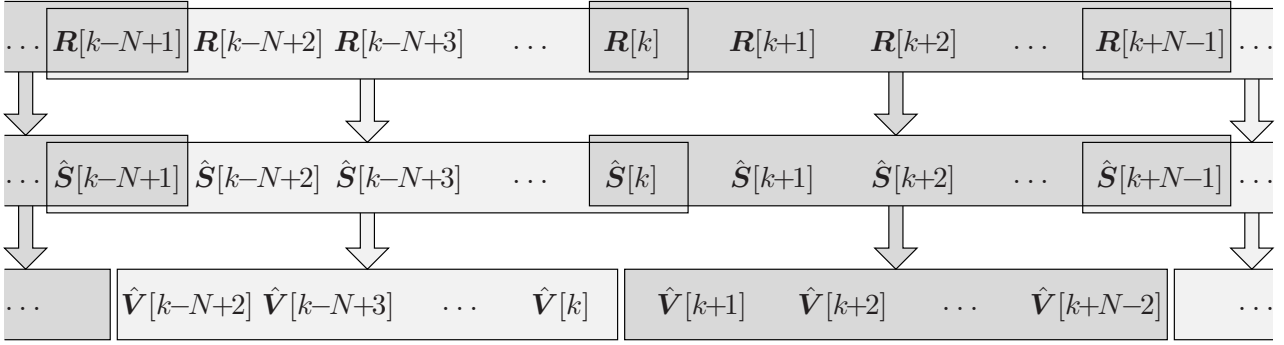 ... R[k−N+1] R[k−N+2] R[k−N+3] ... R[k] R[k+1] R[k+2] ... R[k+N−1] ...
... Ŝ[k−N+1] Ŝ[k−N+2] Ŝ[k−N+3] ... Ŝ[k] Ŝ[k+1] Ŝ[k+2] ... Ŝ[k+N−1] ...
... V̂[k−N+2] V̂[k−N+3] ... V̂[k] V̂[k+1] V̂[k+2] ... V̂[k+N−2] ...